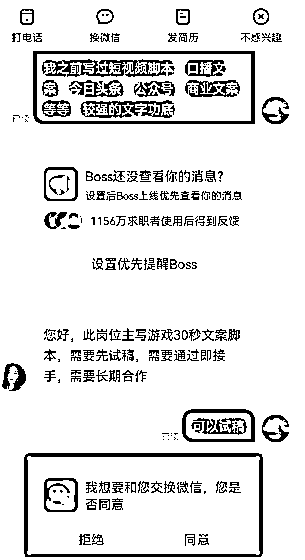 打电话
换微信
发简历
不感兴趣
我之前写过短视频脚本 口播文
案 今日头条 公众号 商业文案
等等 较强的文字功底
已读
Boss还没查看你的消息?
设置后Boss上线优先查看你的消息
1156万求职者使用后得到反馈
设置优先提醒Boss
您好，此岗位主写游戏30秒文案脚
本，需要先试稿，需要通过即接
手，需要长期合作
可以试稿
我想要和您交换微信，您是
否同意
拒绝
同意